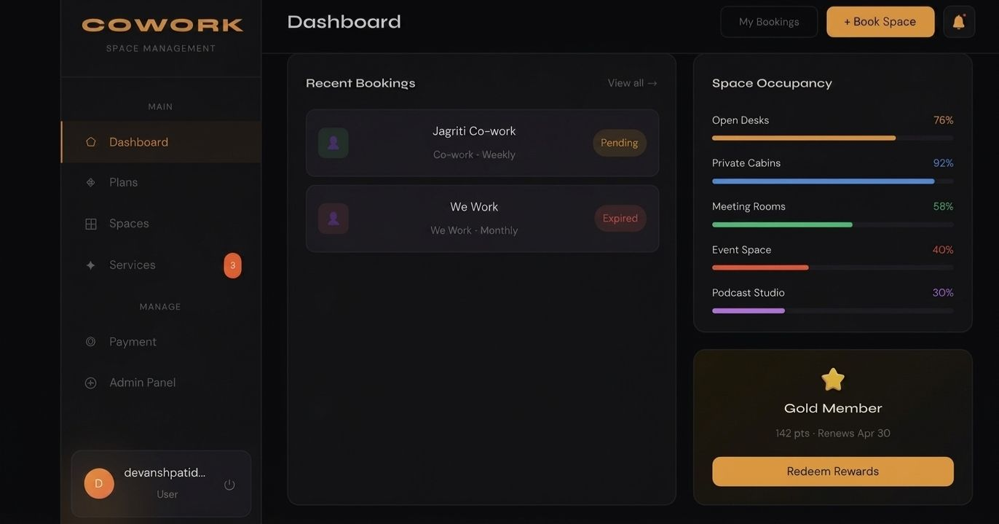 COWORK
SPACE MANAGEMENT
MAIN
Dashboard
Plans
Spaces
Services 3
MANAGE
Payment
Admin Panel
D
devanshpatid...
User
Dashboard
My Bookings
+ Book Space
Recent Bookings
View all →
Jagriti Co-work
Co-work - Weekly
Pending
We Work
We Work - Monthly
Expired
Space Occupancy
Open Desks 76%
Private Cabins 92%
Meeting Rooms 58%
Event Space 40%
Podcast Studio 30%
Gold Member
142 pts · Renews Apr 30
Redeem Rewards